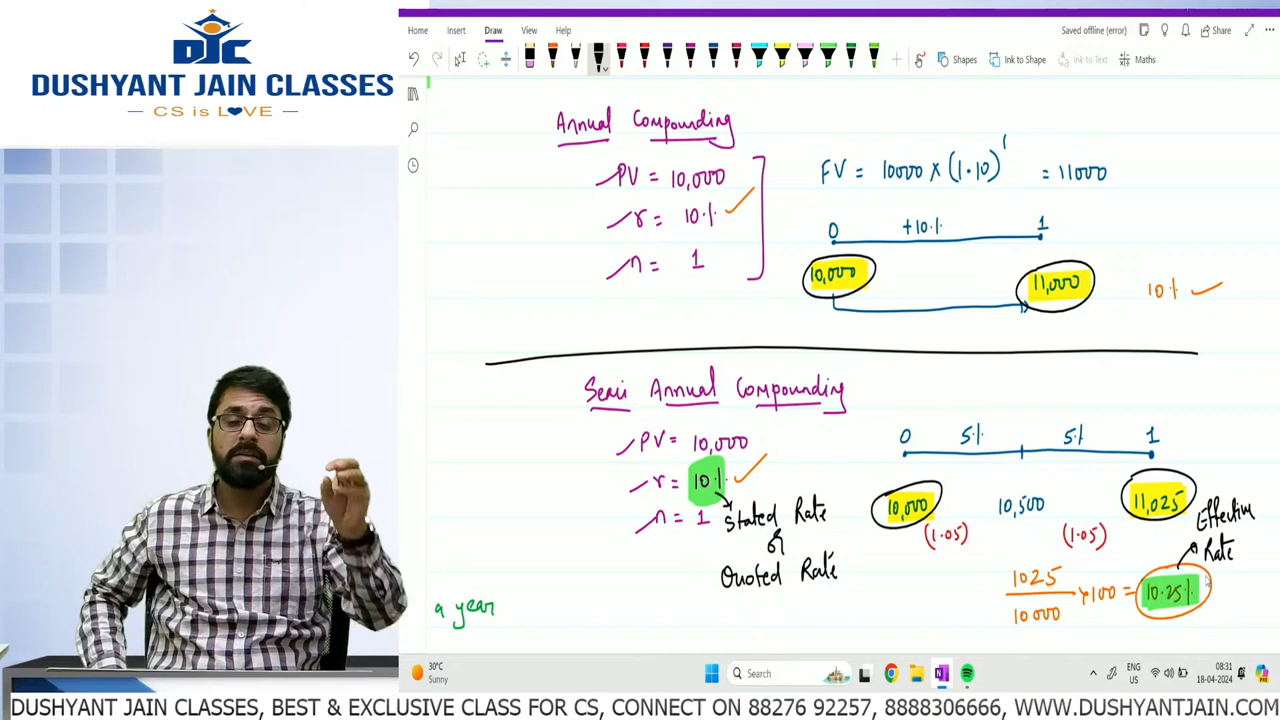 DJC
DUSHYANT JAIN CLASSES
CS is LOVE
Home Insert Draw View Help
Saved offline (error)
Share
Shapes
Ink to Shape
Ink to Text
Maths
Annual Compounding
PV = 10,000
r = 10%
n = 1
FV = 10000 × (1.10)¹ = 11000
0 +10% 1
10,000 11,000
10%
Semi Annual Compounding
PV = 10,000
r = 10%
n = 1
Stated Rate
or
Quoted Rate
0 5% 5% 1
10,000 10,500 11,025
(1.05) (1.05)
Effective
Rate
1025
10000
×100 = 10.25%
a year
30°C
Sunny
Search
ENG
US
08:31
18-04-2024
DUSHYANT JAIN CLASSES, BEST & EXCLUSIVE CLASS FOR CS, CONNECT ON 88276 92257, 8888306666, WWW.DUSHYANTJAIN.COM